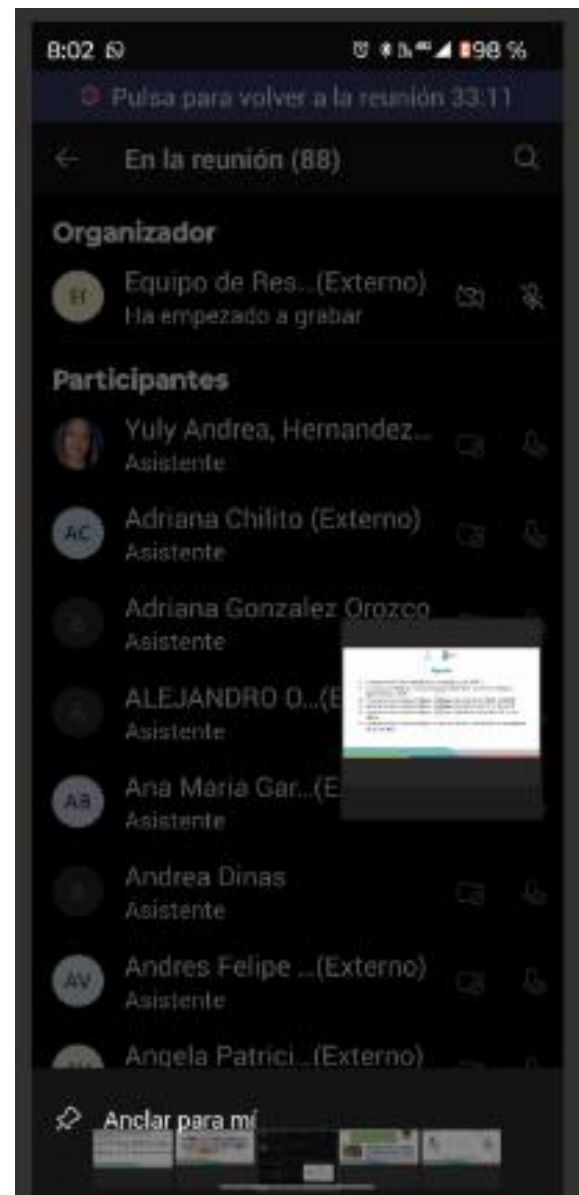 8:02
98 %
Pulsa para volver a la reunión 33:11
En la reunión (88)
Organizador
Equipo de Res...(Externo)
Ha empezado a grabar
Participantes
Yuly Andrea, Hernandez...
Asistente
AC
Adriana Chilito (Externo)
Asistente
Adriana Gonzalez Orozco
Asistente
ALEJANDRO O...(E
Asistente
AB
Ana Maria Gar...(E
Asistente
Andrea Dinas
Asistente
AV
Andres Felipe ...(Externo)
Asistente
Angela Patrici...(Externo)
Anclar para mí